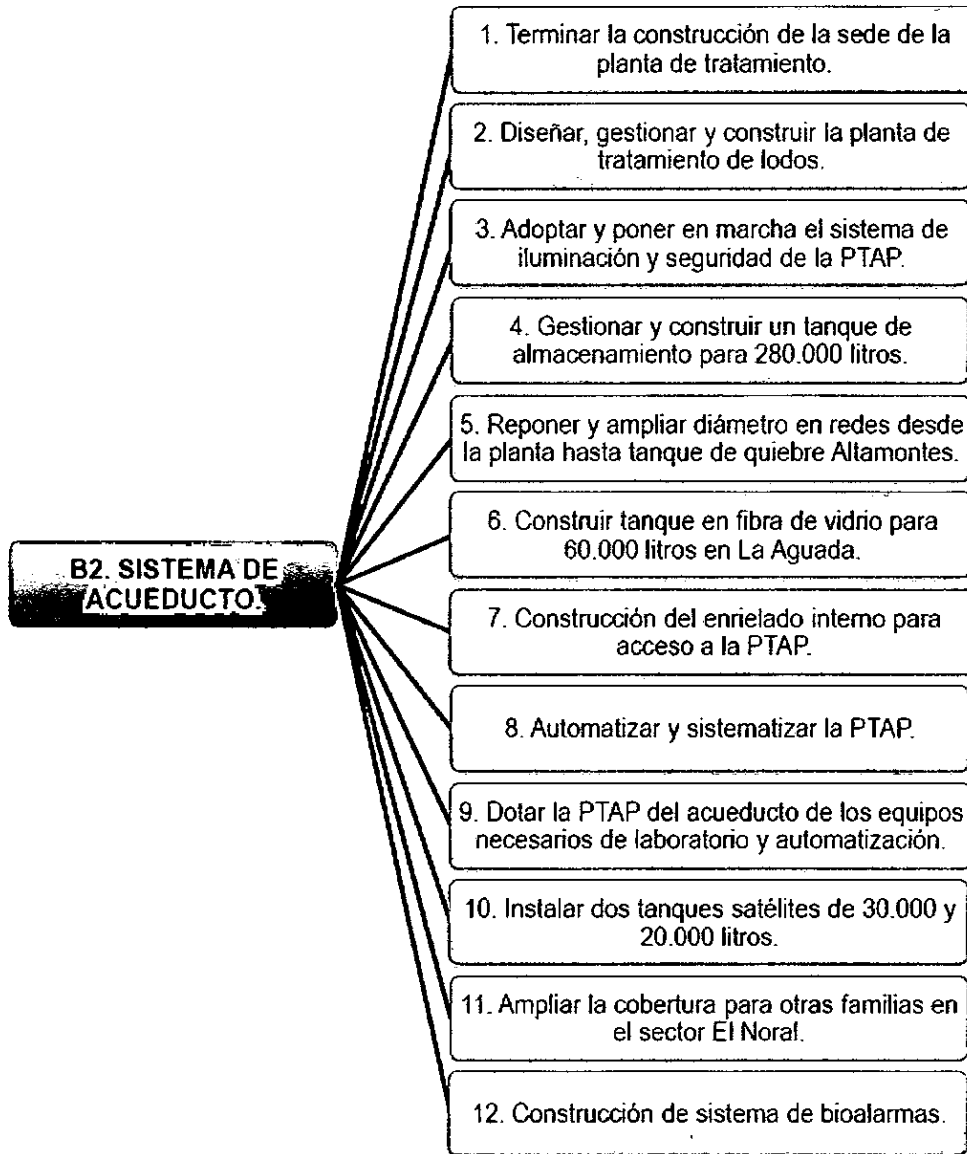 1. Terminar la construcción de la sede de la
planta de tratamiento.
2. Diseñar, gestionar y construir la planta de
tratamiento de lodos.
3. Adoptar y poner en marcha el sistema de
iluminación y seguridad de la PTAP.
4. Gestionar y construir un tanque de
almacenamiento para 280.000 litros.
5. Reponer y ampliar diámetro en redes desde
la planta hasta tanque de quiebre Altamontes.
6. Construir tanque en fibra de vidrio para
60.000 litros en La Aguada.
B2. SISTEMA DE
ACUEDUCTO.
7. Construcción del enrielado interno para
acceso a la PTAP.
8. Automatizar y sistematizar la PTAP.
9. Dotar la PTAP del acueducto de los equipos
necesarios de laboratorio y automatización.
10. Instalar dos tanques satélites de 30.000 y
20.000 litros.
11. Ampliar la cobertura para otras familias en
el sector El Noral.
12. Construcción de sistema de bioalarmas.